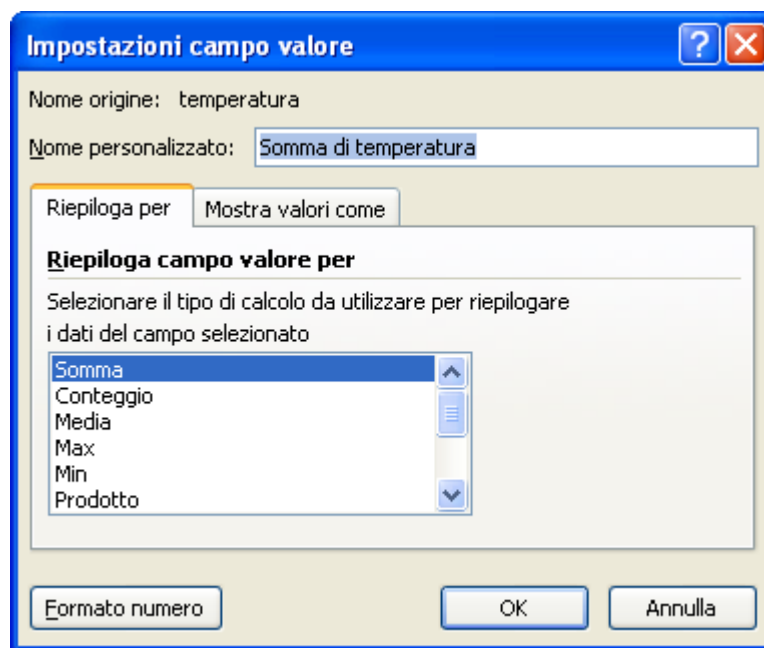 Impostazioni campo valore
Nome origine: temperatura
Nome personalizzato: Somma di temperatura
Riepiloga per Mostra valori come
Riepiloga campo valore per
Selezionare il tipo di calcolo da utilizzare per riepilogare
i dati del campo selezionato
Somma
Conteggio
Media
Max
Min
Prodotto
Formato numero OK Annulla